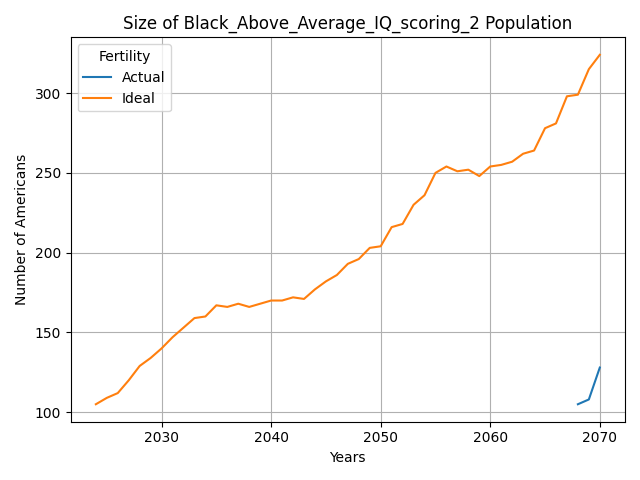 Size of Black_Above_Average_IQ_scoring_2 Population
Fertility
Actual
Ideal
Number of Americans
300
250
200
150
100
2030 2040 2050 2060 2070
Years